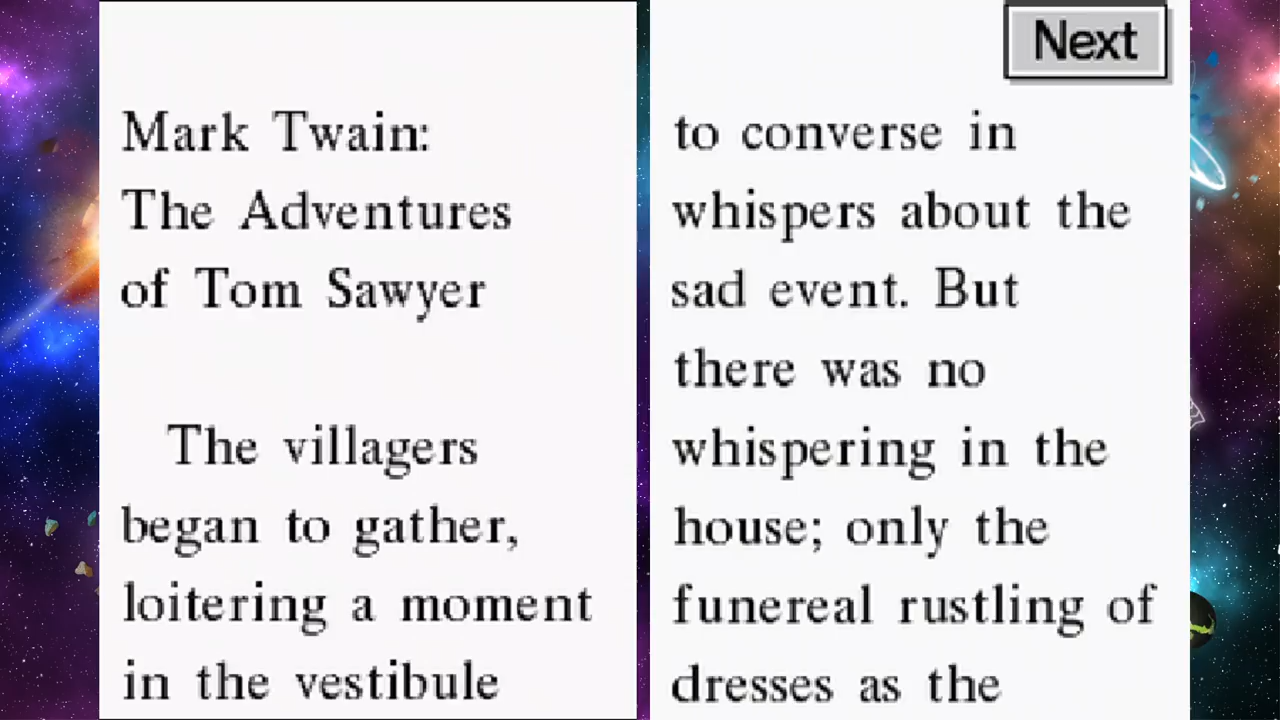 Mark Twain:
The Adventures
of Tom Sawyer
The villagers
began to gather,
loitering a moment
in the vestibule
Next
to converse in
whispers about the
sad event. But
there was no
whispering in the
house; only the
funereal rustling of
dresses as the